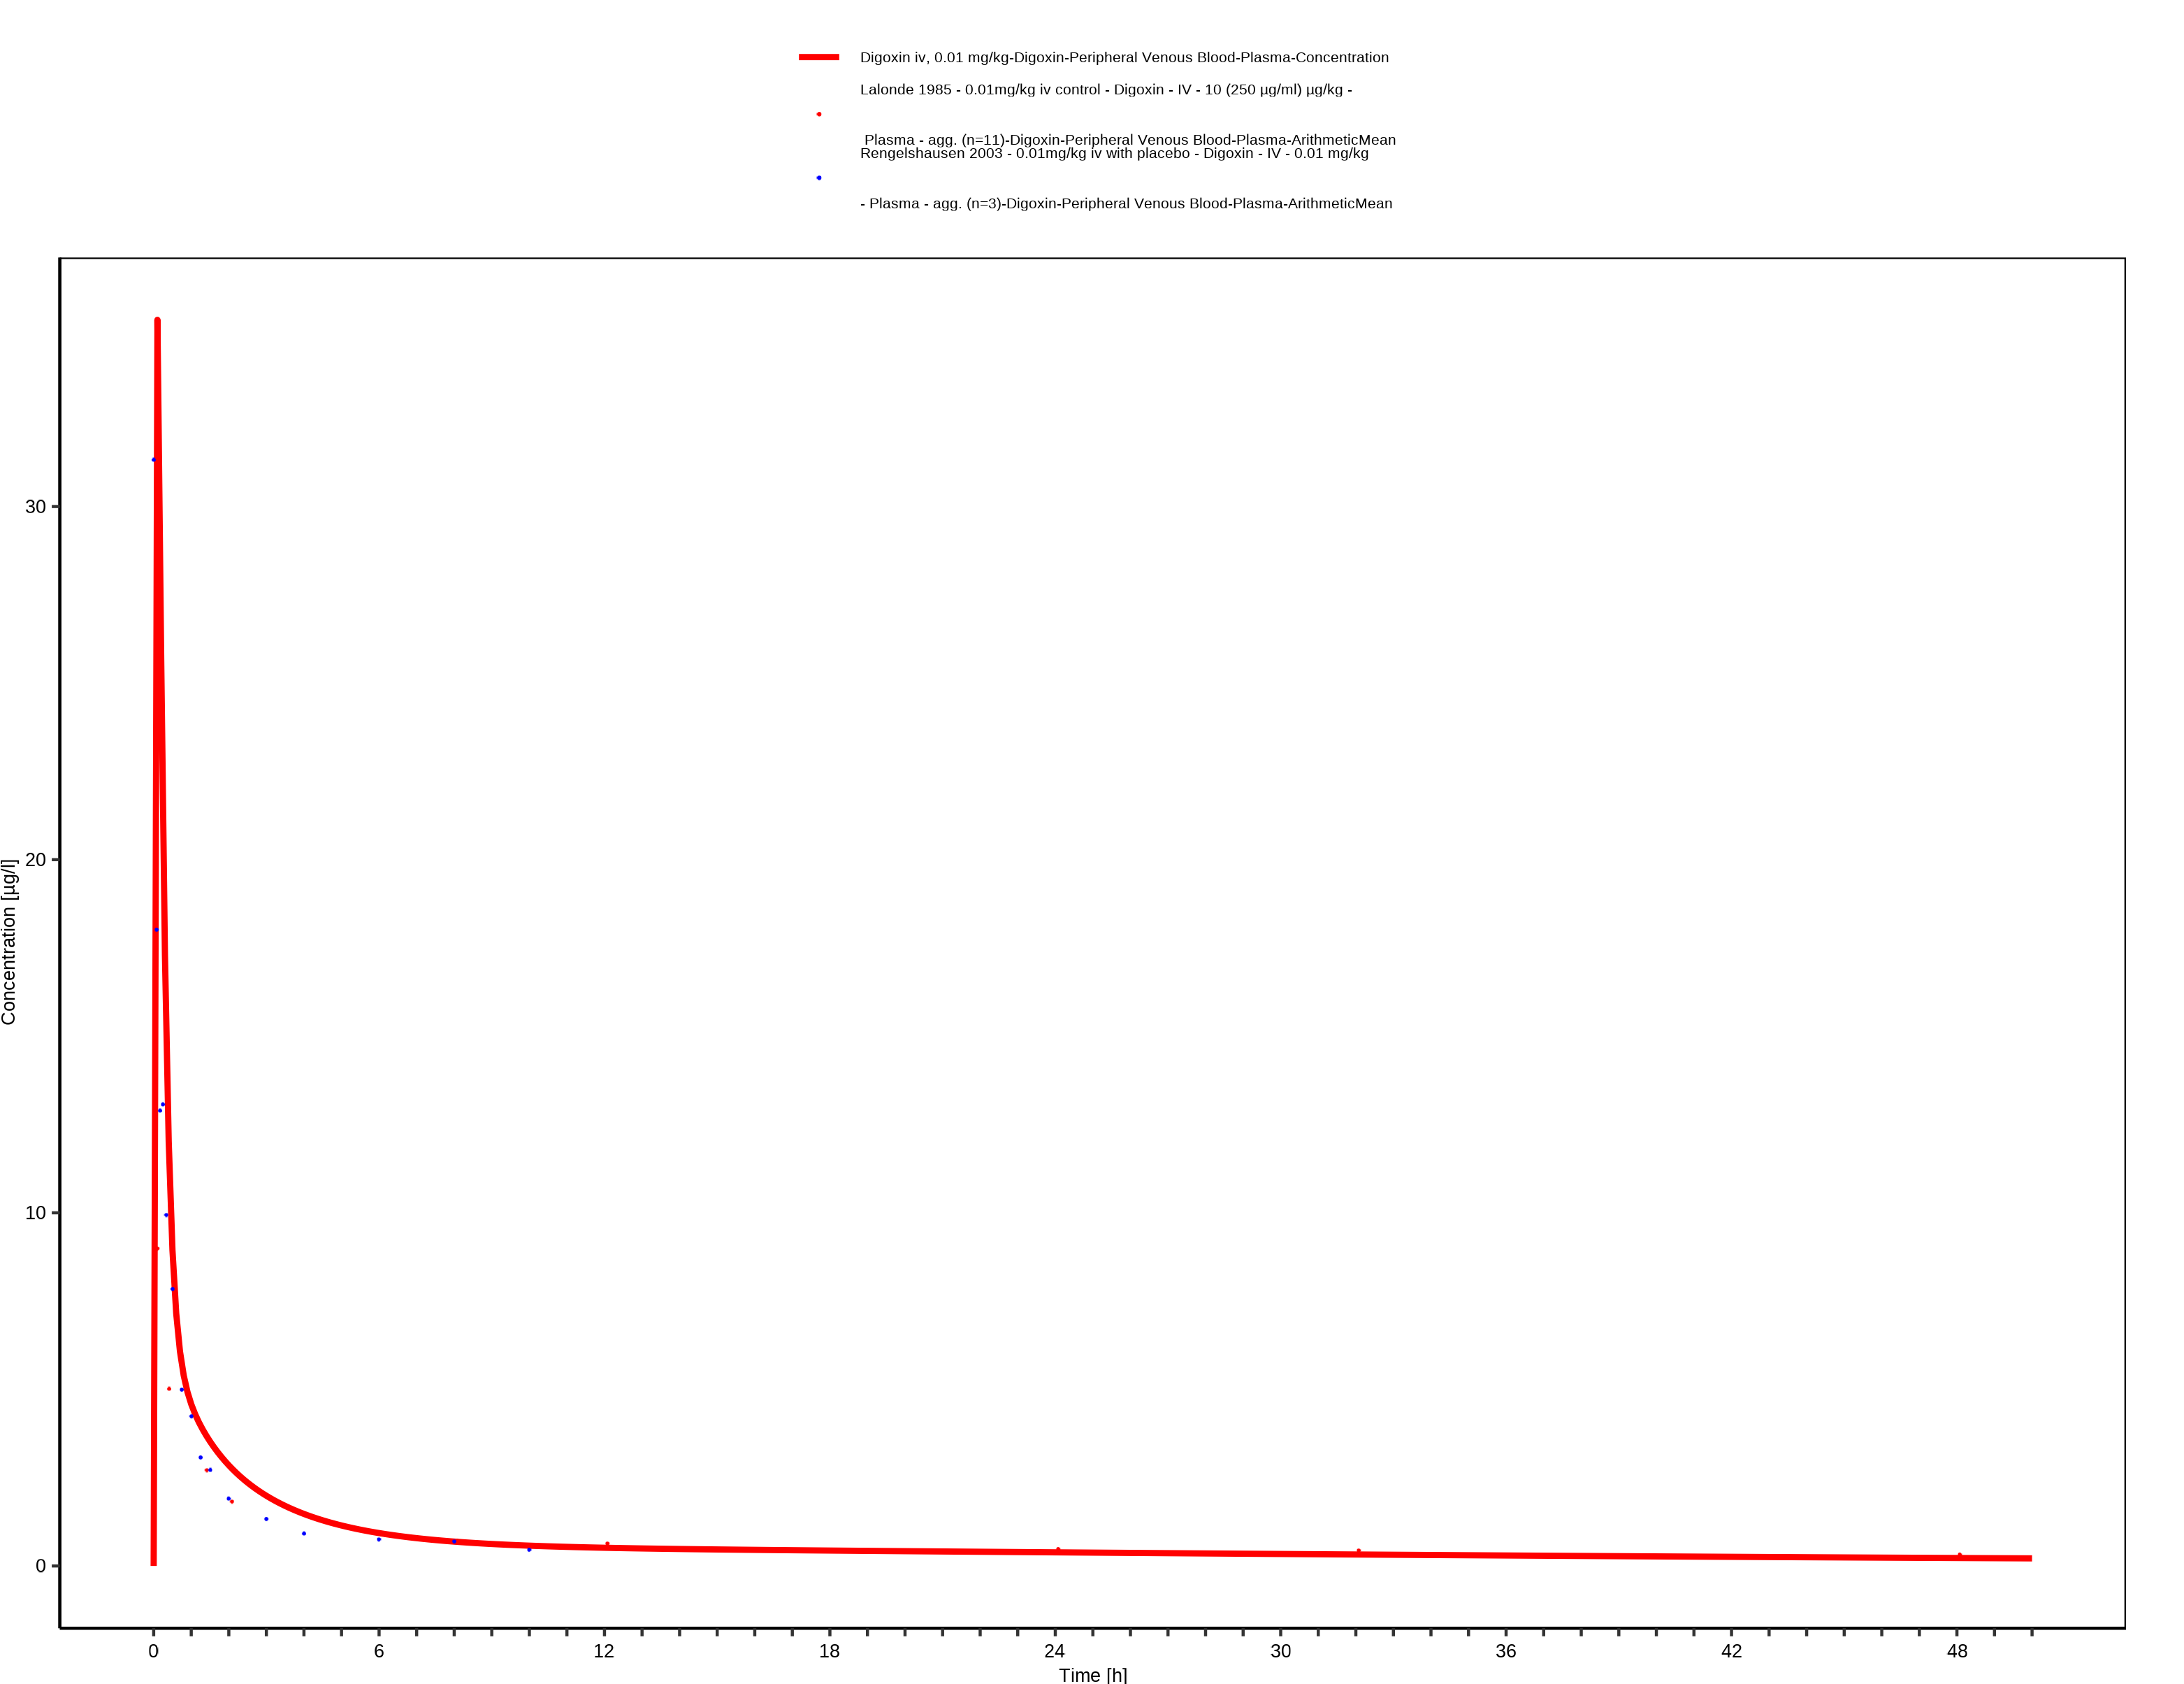 Digoxin iv, 0.01 mg/kg-Digoxin-Peripheral Venous Blood-Plasma-Concentration
Lalonde 1985 - 0.01mg/kg iv control - Digoxin - IV - 10 (250 µg/ml) µg/kg -
Plasma - agg. (n=11)-Digoxin-Peripheral Venous Blood-Plasma-ArithmeticMean
Rengelshausen 2003 - 0.01mg/kg iv with placebo - Digoxin - IV - 0.01 mg/kg
- Plasma - agg. (n=3)-Digoxin-Peripheral Venous Blood-Plasma-ArithmeticMean
Concentration [µg/l]
30
20
10
0
0 6 12 18 24 30 36 42 48
Time [h]